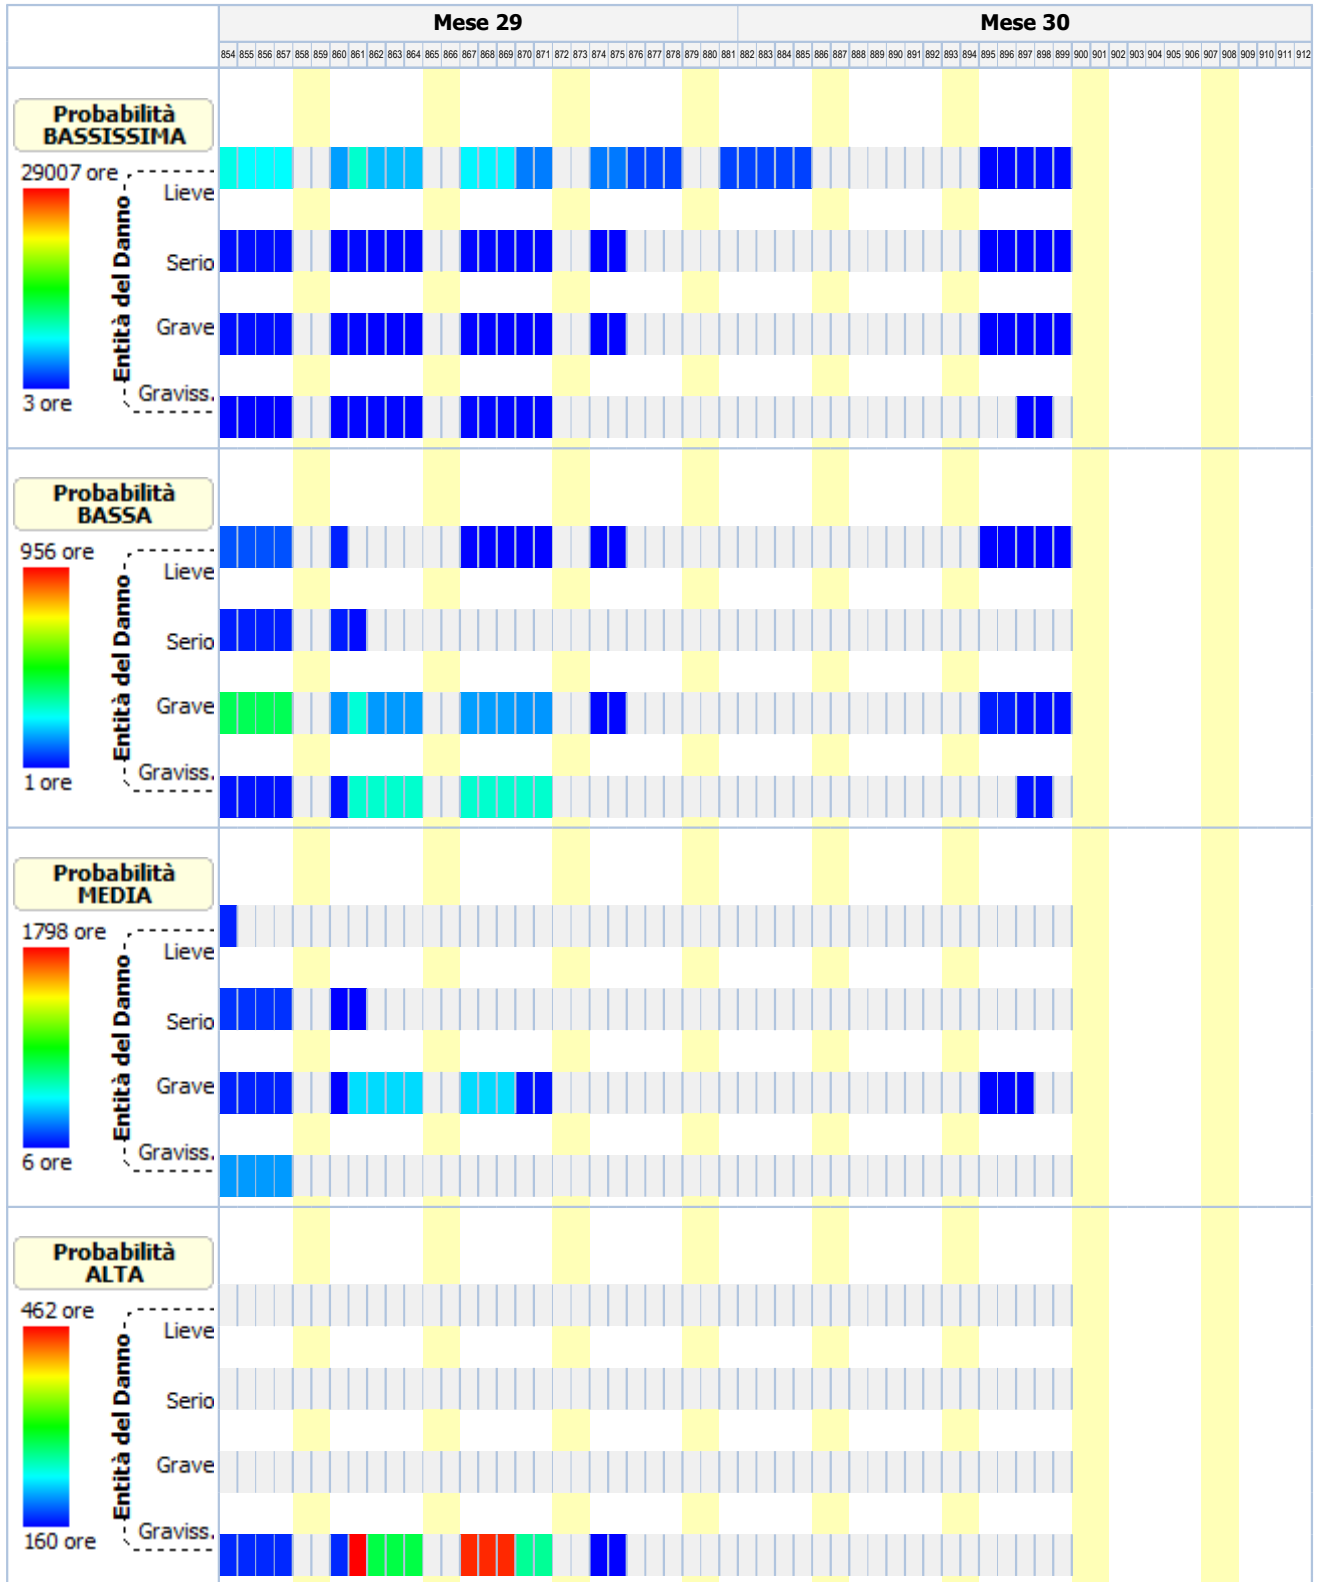 Mese 29 Mese 30
854 855 856 857 858 859 860 861 862 863 864 865 866 867 868 869 870 871 872 873 874 875 876 877 878 879 880 881 882 883 884 885 886 887 888 889 890 891 892 893 894 895 896 897 898 899 900 901 902 903 904 905 906 907 908 909 910 911 912
Probabilità
BASSISSIMA
29007 ore
Entità del Danno
Lieve
Serio
Grave
Graviss.
3 ore
Probabilità
BASSA
956 ore
Entità del Danno
Lieve
Serio
Grave
Graviss.
1 ore
Probabilità
MEDIA
1798 ore
Entità del Danno
Lieve
Serio
Grave
Graviss.
6 ore
Probabilità
ALTA
462 ore
Entità del Danno
Lieve
Serio
Grave
Graviss.
160 ore